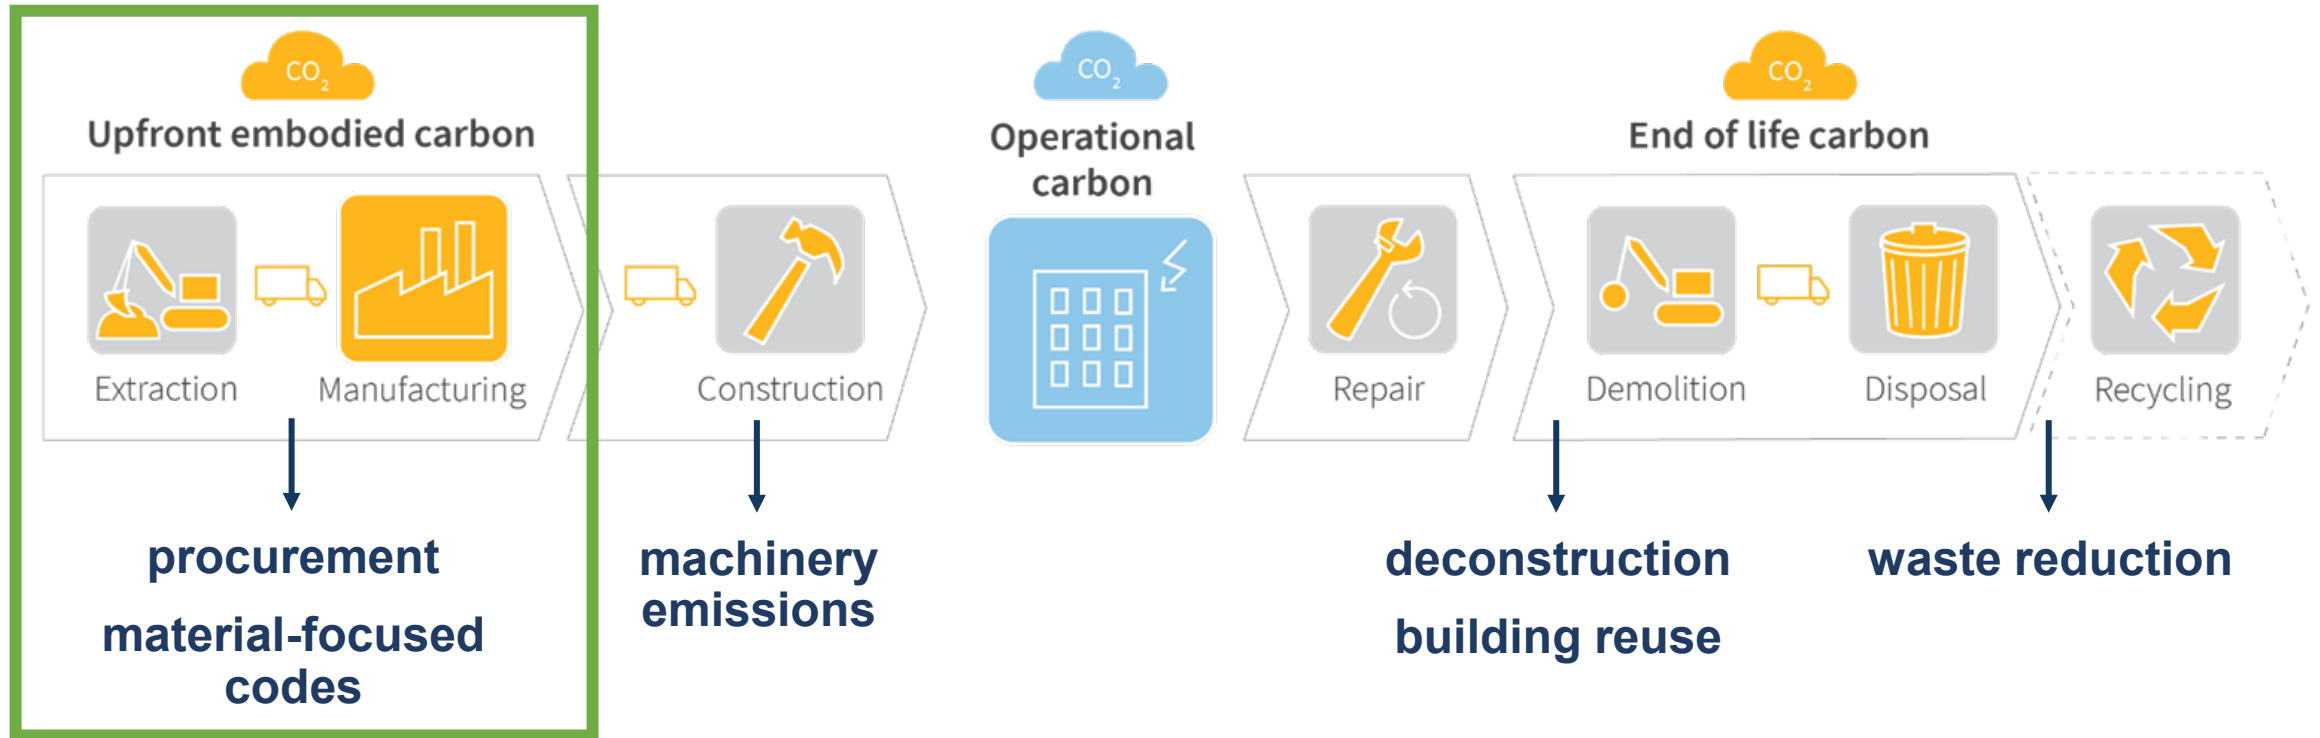 CO₂
Upfront embodied carbon
Extraction
Manufacturing
procurement
material-focused
codes
Construction
machinery
emissions
CO₂
Operational
carbon
Repair
CO₂
End of life carbon
Demolition
Disposal
Recycling
deconstruction
building reuse
waste reduction